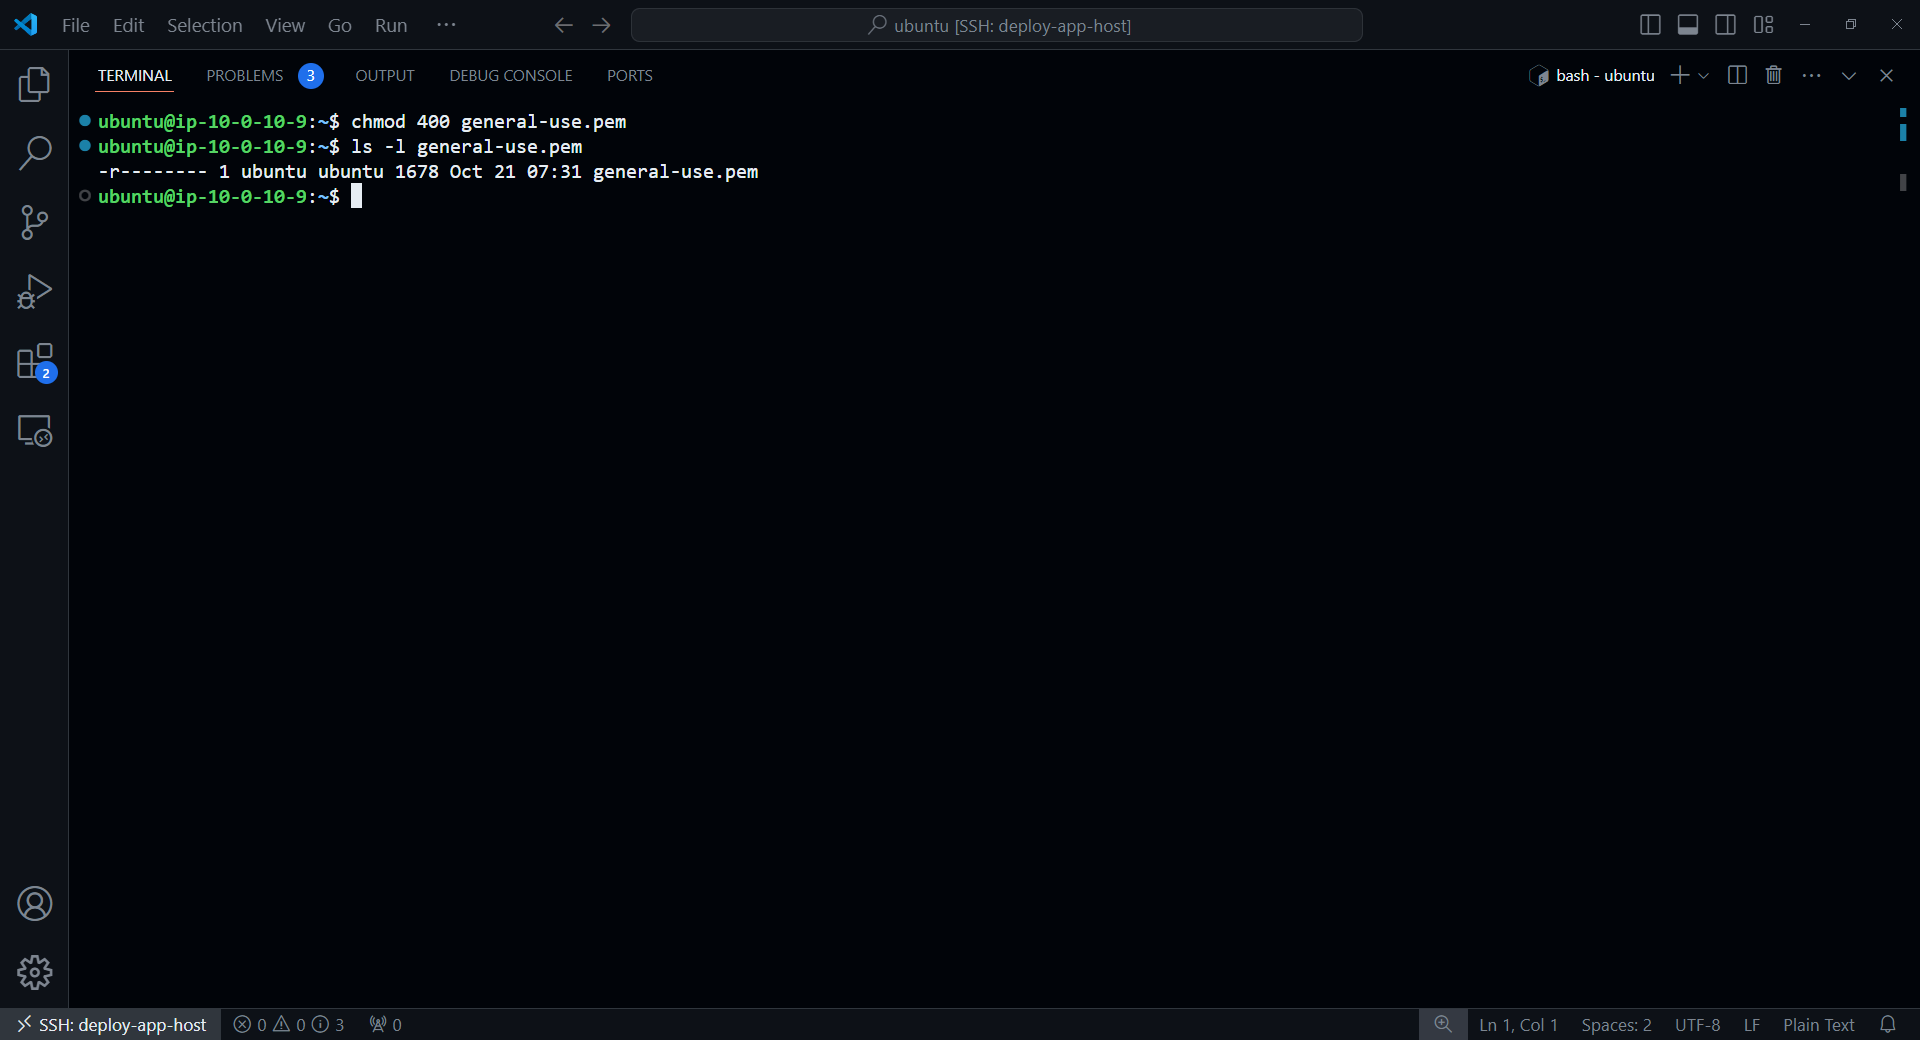 File Edit Selection View Go Run ··· ubuntu [SSH: deploy-app-host]
TERMINAL PROBLEMS 3 OUTPUT DEBUG CONSOLE PORTS bash - ubuntu
ubuntu@ip-10-0-10-9:~$ chmod 400 general-use.pem
ubuntu@ip-10-0-10-9:~$ ls -l general-use.pem
-r-------- 1 ubuntu ubuntu 1678 Oct 21 07:31 general-use.pem
ubuntu@ip-10-0-10-9:~$
2
SSH: deploy-app-host 0 0 3 0 Ln 1, Col 1 Spaces: 2 UTF-8 LF Plain Text